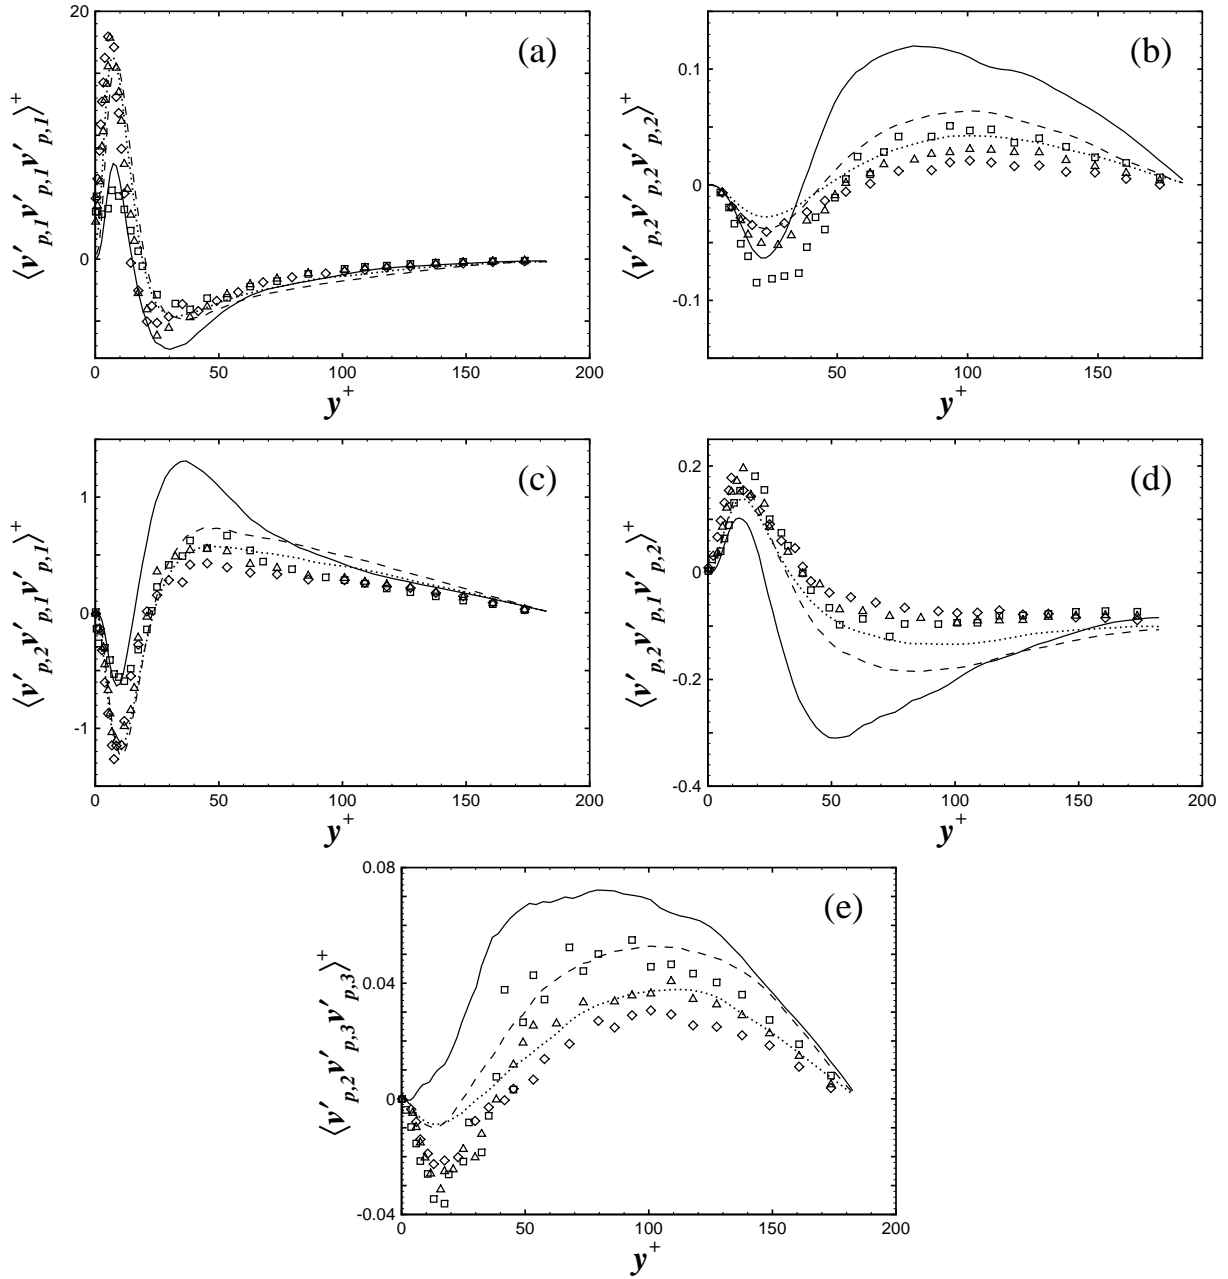 20
10
0
0 50 100 150 200
(a)
⟨v′p,1v′p,1v′p,1⟩+
y+
0.1
0
-0.1
0 50 100 150 200
(b)
⟨v′p,2v′p,2v′p,2⟩+
y+
1
0
-1
0 50 100 150 200
(c)
⟨v′p,2v′p,1v′p,1⟩+
y+
0.2
0
-0.2
-0.4
0 50 100 150 200
(d)
⟨v′p,2v′p,1v′p,2⟩+
y+
0.08
0.04
0
-0.04
0 50 100 150 200
(e)
⟨v′p,2v′p,3v′p,3⟩+
y+